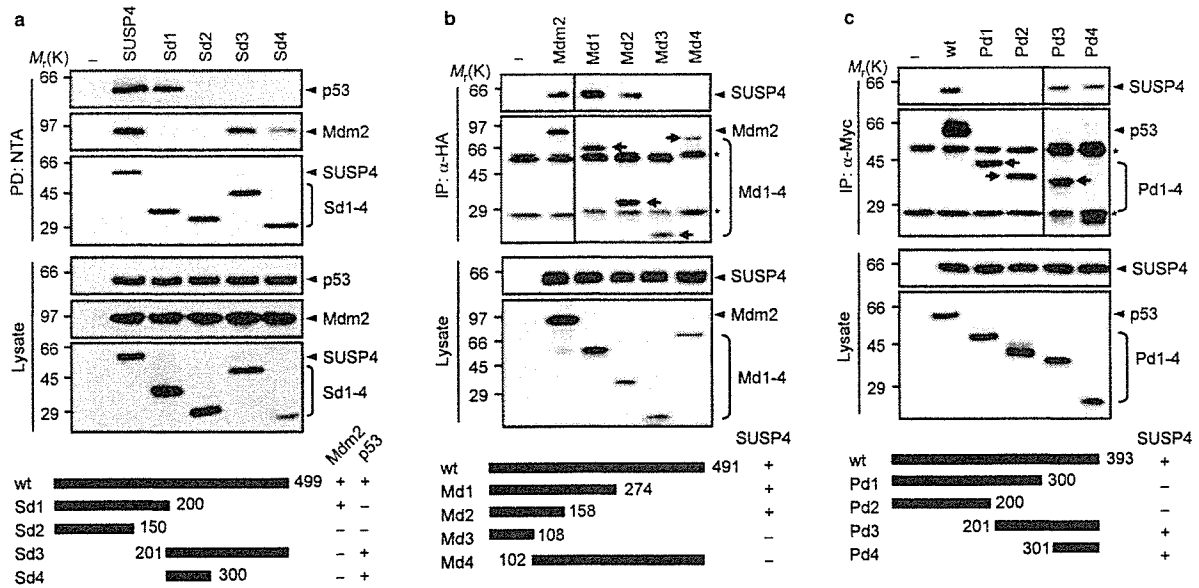 a
SUSP4
Sd1
Sd2
Sd3
Sd4
Mr(K)
–
66
p53
97
Mdm2
66
SUSP4
45
Sd1-4
29
PD: NTA
66
p53
97
Mdm2
66
SUSP4
45
Sd1-4
29
Lysate
Mdm2
p53
wt
499
+ +
Sd1
200
+ –
Sd2
150
– –
Sd3
201
– +
Sd4
300
– +
b
Mdm2
Md1
Md2
Md3
Md4
Mr(K)
–
66
SUSP4
97
Mdm2
66
*
45
Md1-4
29
*
IP: α-HA
66
SUSP4
97
Mdm2
66
45
Md1-4
29
Lysate
SUSP4
wt
491
+
Md1
274
+
Md2
158
+
Md3
108
–
Md4
102
–
c
wt
Pd1
Pd2
Pd3
Pd4
Mr(K)
–
66
SUSP4
66
p53
*
45
Pd1-4
29
*
IP: α-Myc
66
SUSP4
66
p53
45
Pd1-4
29
Lysate
SUSP4
wt
393
+
Pd1
300
–
Pd2
200
–
Pd3
201
+
Pd4
301
+